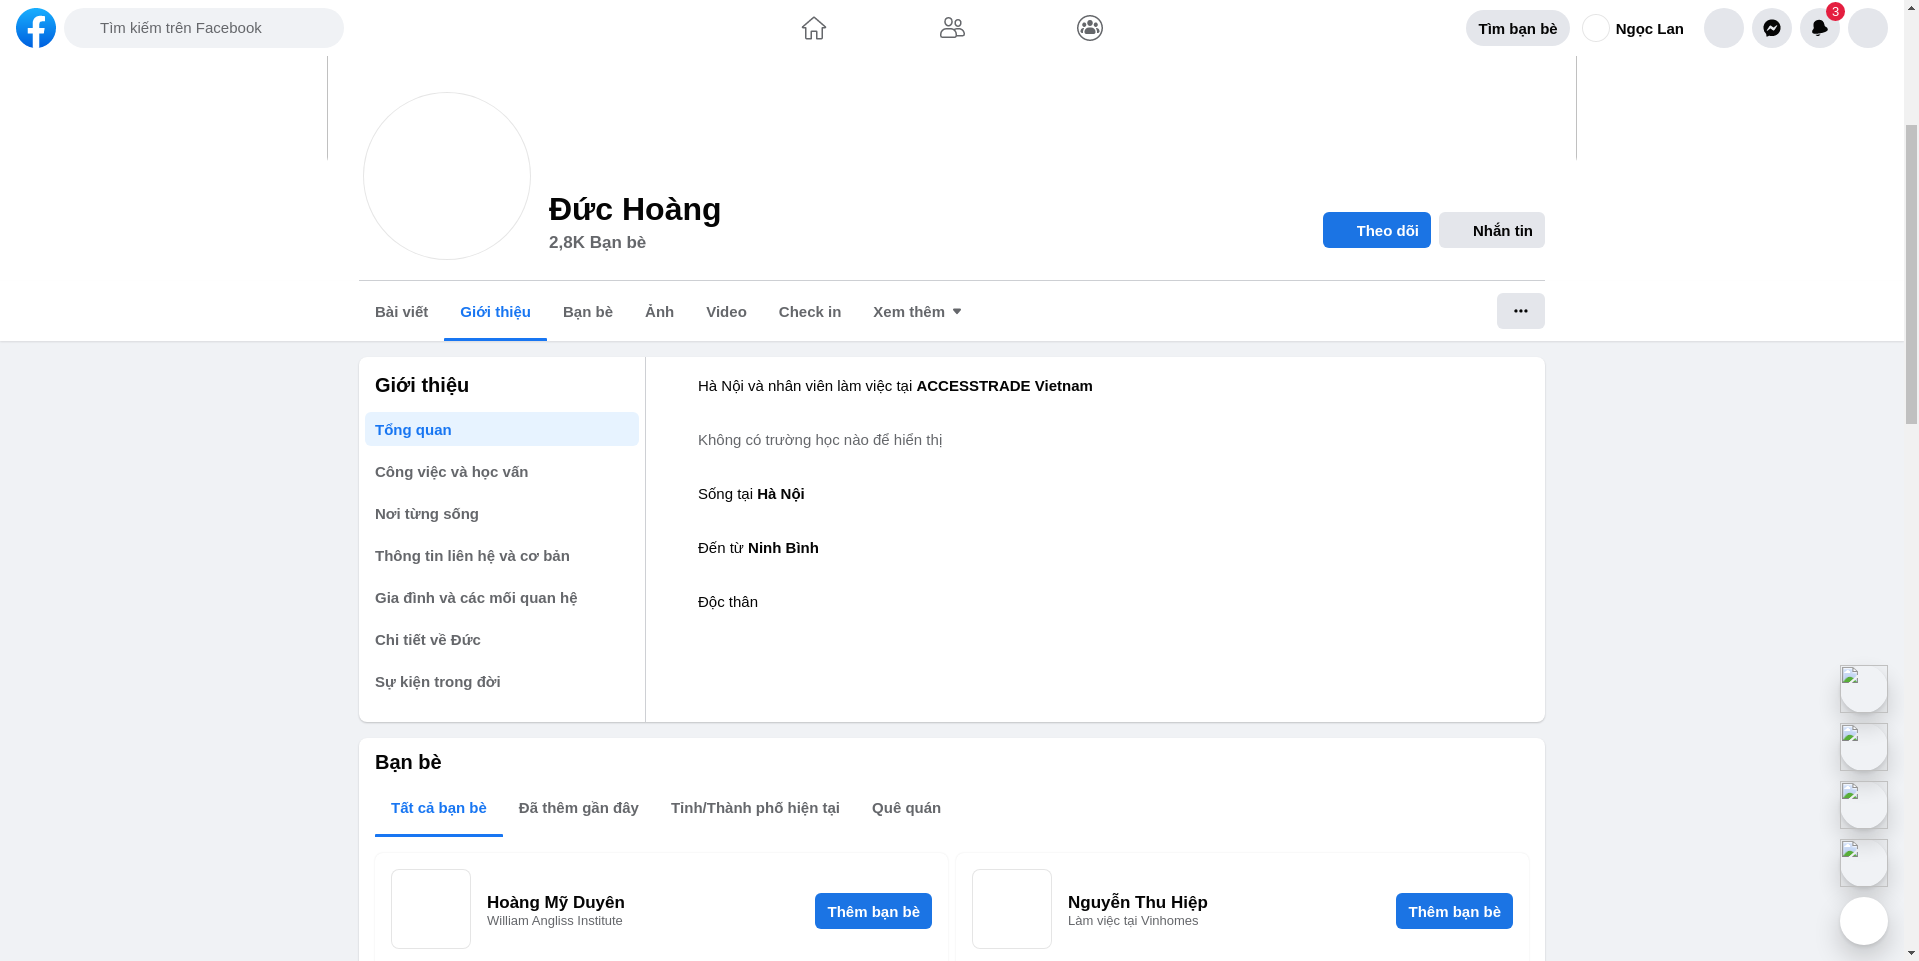 Tìm kiếm trên Facebook
Tìm bạn bè
Ngọc Lan
3
Đức Hoàng
2,8K Bạn bè
Theo dõi
Nhắn tin
Bài viết
Giới thiệu
Bạn bè
Ảnh
Video
Check in
Xem thêm
Giới thiệu
Tổng quan
Công việc và học vấn
Nơi từng sống
Thông tin liên hệ và cơ bản
Gia đình và các mối quan hệ
Chi tiết về Đức
Sự kiện trong đời
Hà Nội và nhân viên làm việc tại ACCESSTRADE Vietnam
Không có trường học nào để hiển thị
Sống tại Hà Nội
Đến từ Ninh Bình
Độc thân
Bạn bè
Tất cả bạn bè
Đã thêm gần đây
Tỉnh/Thành phố hiện tại
Quê quán
Hoàng Mỹ Duyên
William Angliss Institute
Thêm bạn bè
Nguyễn Thu Hiệp
Làm việc tại Vinhomes
Thêm bạn bè